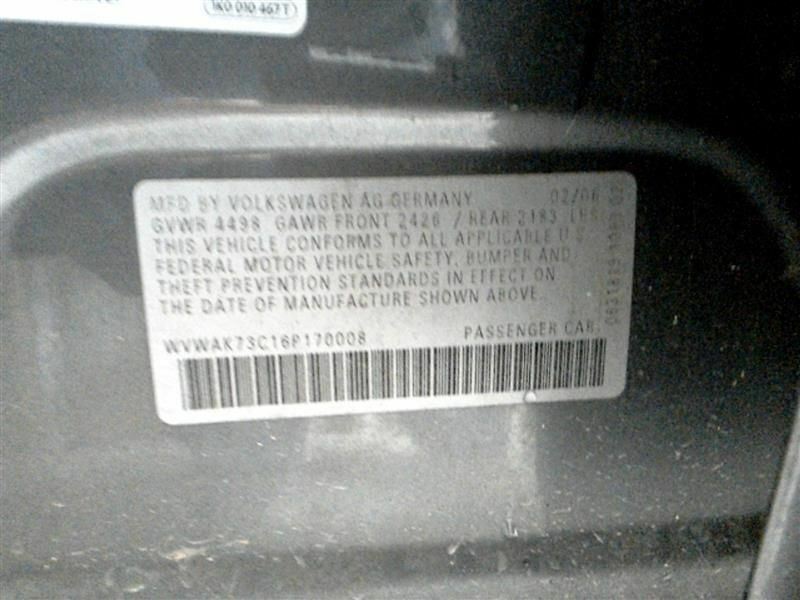 1K0 010 467 T
MFD BY VOLKSWAGEN AG GERMANY 02/06
GVWR 4498 GAWR FRONT 2426 / REAR 2183 LBS
THIS VEHICLE CONFORMS TO ALL APPLICABLE U.S.
FEDERAL MOTOR VEHICLE SAFETY, BUMPER AND
THEFT PREVENTION STANDARDS IN EFFECT ON
THE DATE OF MANUFACTURE SHOWN ABOVE.
WVWAK73C16P170008 PASSENGER CAR